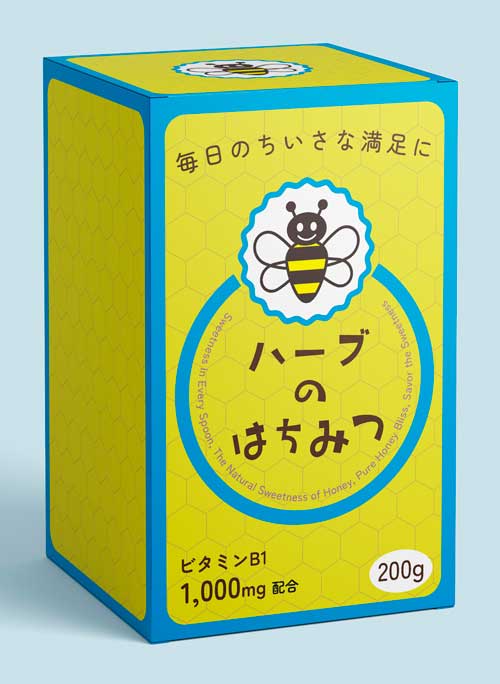 毎日のちいさな満足に
ハーブ
の
はちみつ
Sweetness in Every Spoon, The Natural Sweetness of Honey, Pure Honey Bliss, Savor the Sweetness
ビタミンB1
1,000mg 配合
200g